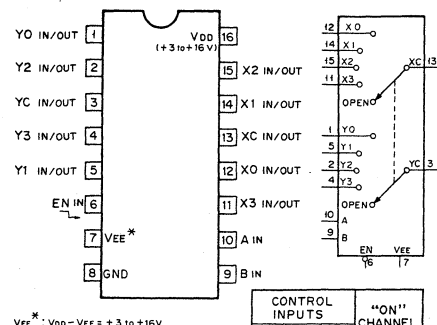 Y0 IN/OUT 1
Y2 IN/OUT 2
YC IN/OUT 3
Y3 IN/OUT 4
Y1 IN/OUT 5
EN IN 6
7 VEE*
8 GND
VDD 16
(+3 to +16V)
15 X2 IN/OUT
14 X1 IN/OUT
13 XC IN/OUT
12 X0 IN/OUT
11 X3 IN/OUT
10 A IN
9 B IN
12 X0
14 X1
15 X2
11 X3
XC 13
OPEN
1 Y0
5 Y1
2 Y2
4 Y3
YC 3
OPEN
10 A
9 B
EN VEE
6 7
VEE*: VDD-VEE = +3 to +16V
CONTROL
INPUTS
"ON"
CHANNEL